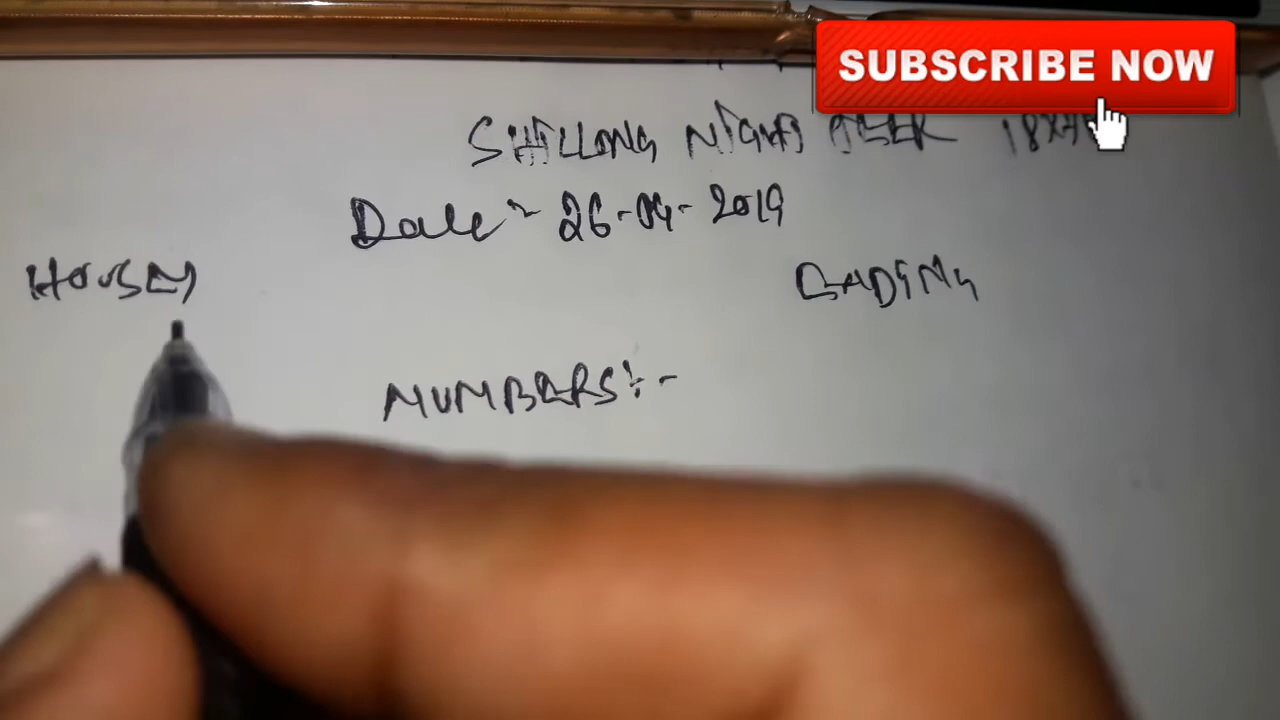 SUBSCRIBE NOW
SHILLONG NIGHT TEER
Date :- 26-04-2019
HOUSE ENDING
NUMBERS :-